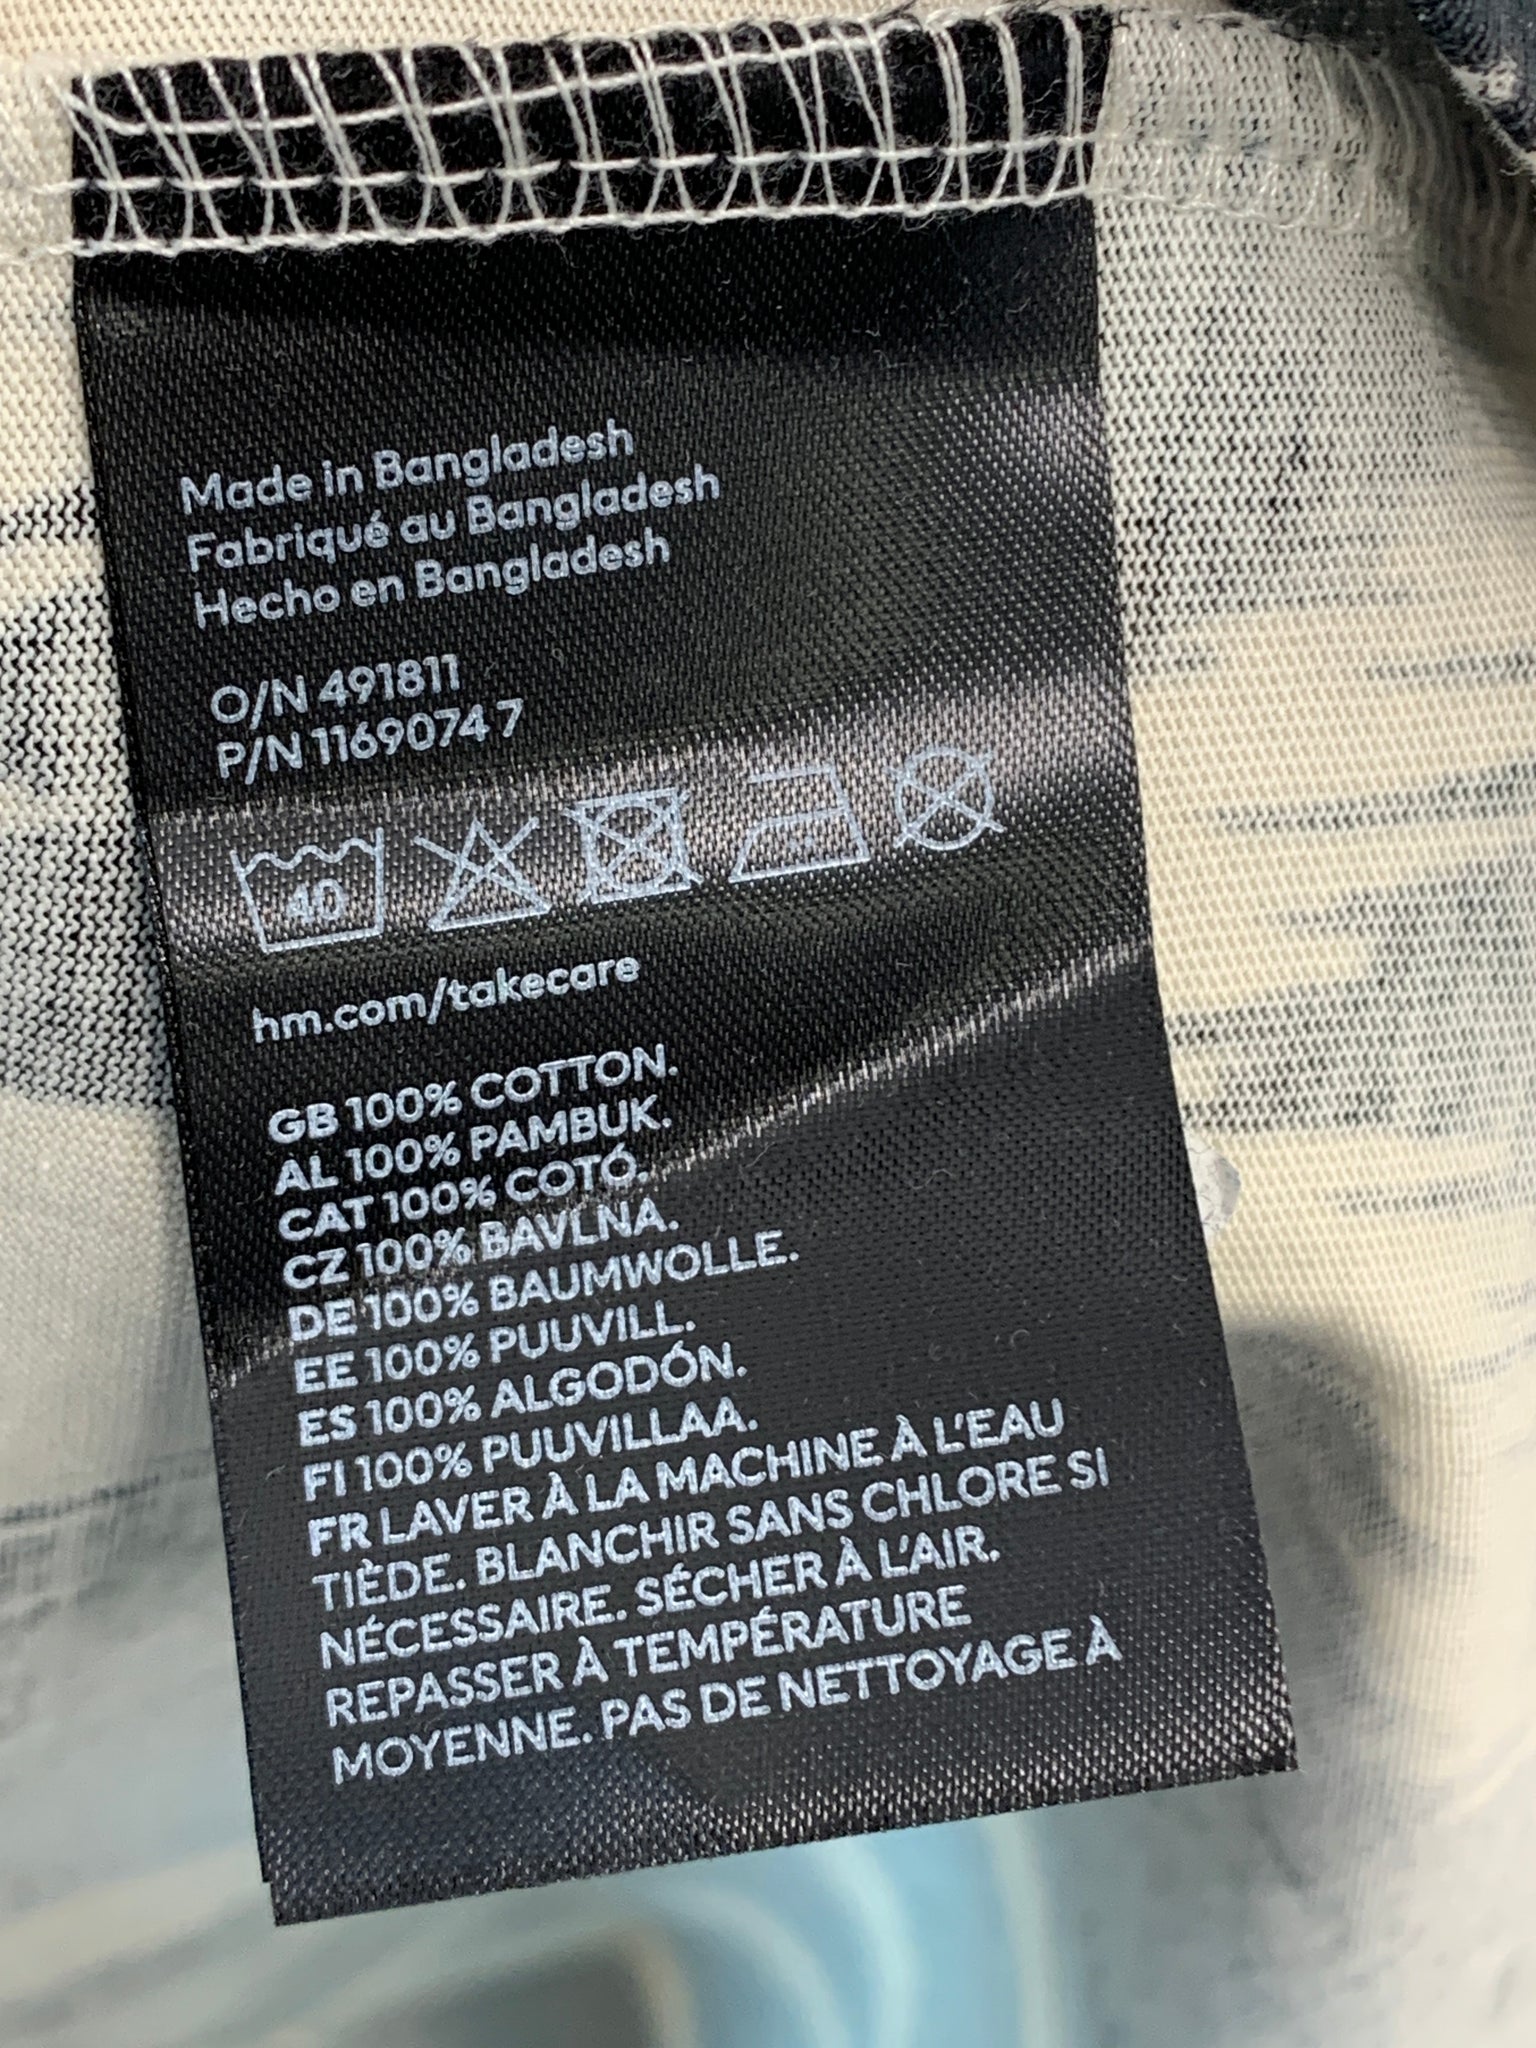 Made in Bangladesh
Fabriqué au Bangladesh
Hecho en Bangladesh
O/N 491811
P/N 1169074 7
40
hm.com/takecare
GB 100% COTTON.
AL 100% PAMBUK.
CAT 100% COTÓ.
CZ 100% BAVLNA.
DE 100% BAUMWOLLE.
EE 100% PUUVILL.
ES 100% ALGODÓN.
FI 100% PUUVILLAA.
FR LAVER À LA MACHINE À L'EAU
TIÈDE. BLANCHIR SANS CHLORE SI
NÉCESSAIRE. SÉCHER À L'AIR.
REPASSER À TEMPÉRATURE
MOYENNE. PAS DE NETTOYAGE À